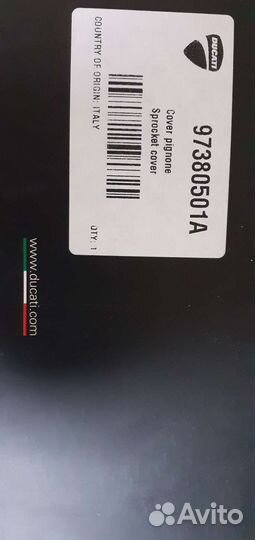 DUCATI
97380501A
Cover pignone
Sprocket cover
QTY: 1
COUNTRY OF ORIGIN: ITALY
www.ducati.com
Avito